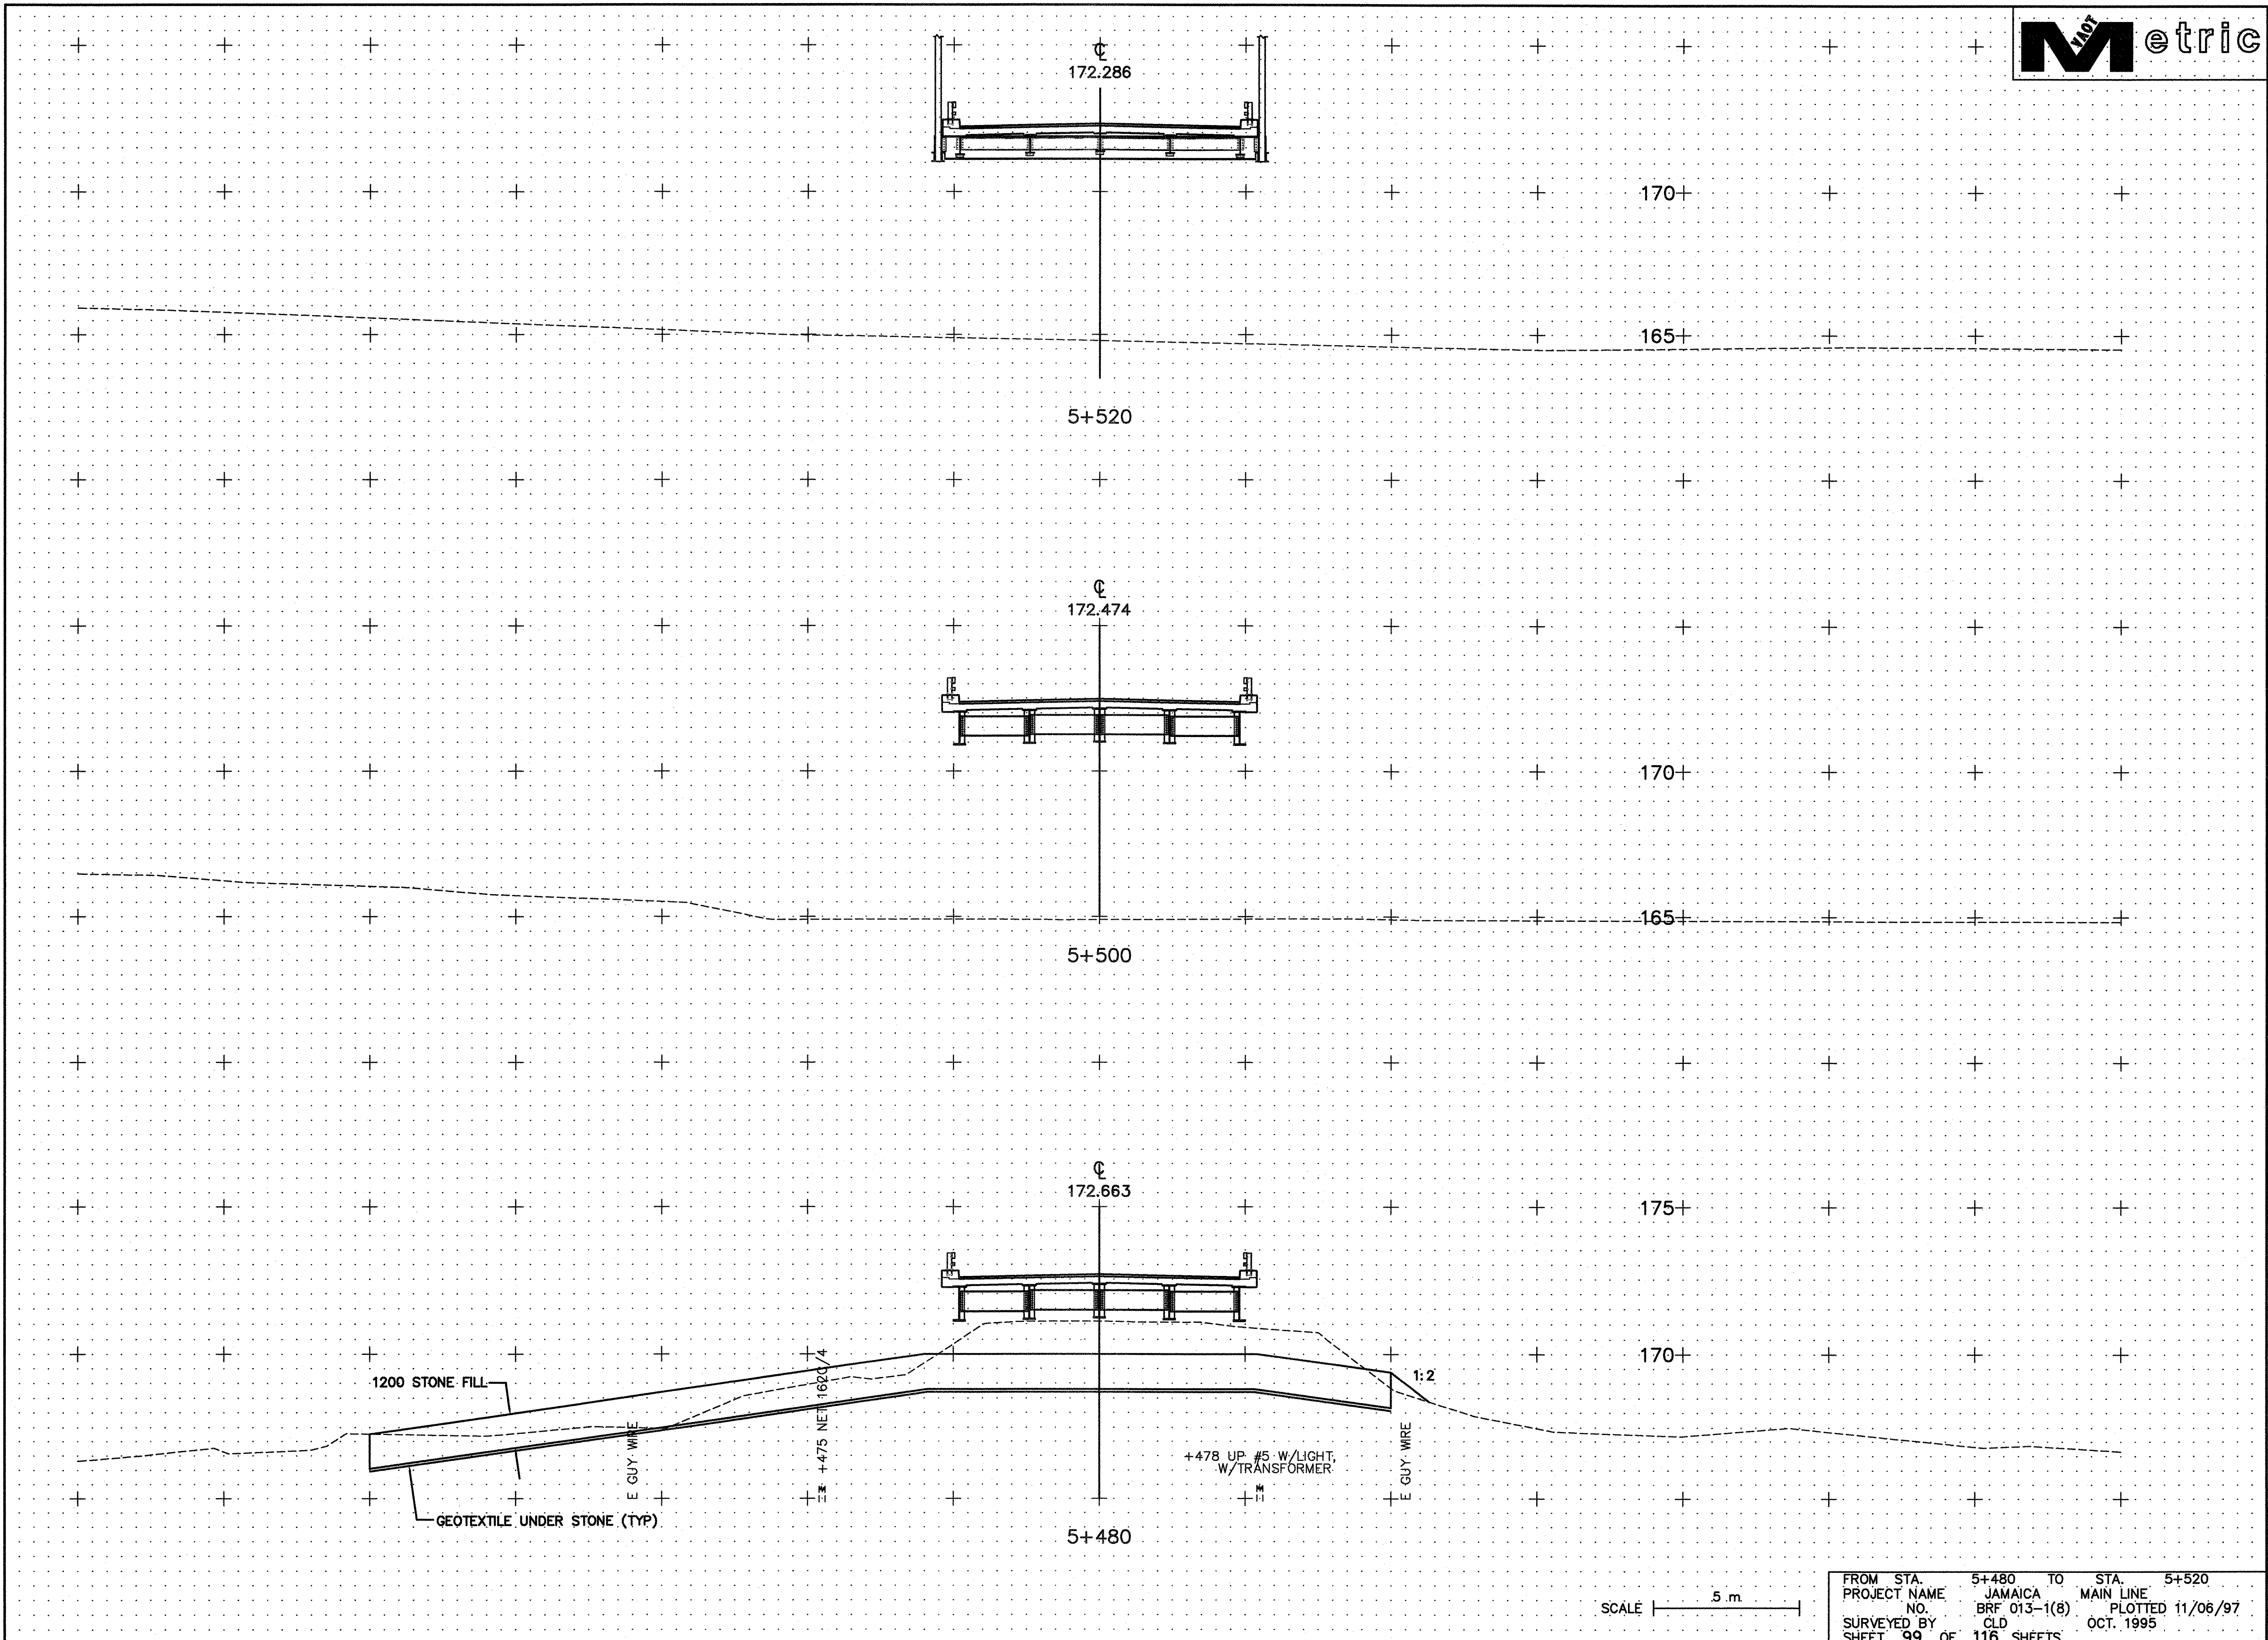 VAOT
Metric
℄
172.286
170
165
5+520
℄
172.474
170
165
5+500
℄
172.663
175
170
1200 STONE FILL
1:2
E GUY WIRE
+475 NET 1620/4
+478 UP #5 W/LIGHT,
W/TRANSFORMER
E GUY WIRE
GEOTEXTILE UNDER STONE (TYP)
5+480
SCALE 5 m
FROM STA. 5+480 TO STA. 5+520
PROJECT NAME JAMAICA MAIN LINE
NO. BRF 013-1(8) PLOTTED 11/06/97
SURVEYED BY CLD OCT. 1995
SHEET 99 OF 116 SHEETS